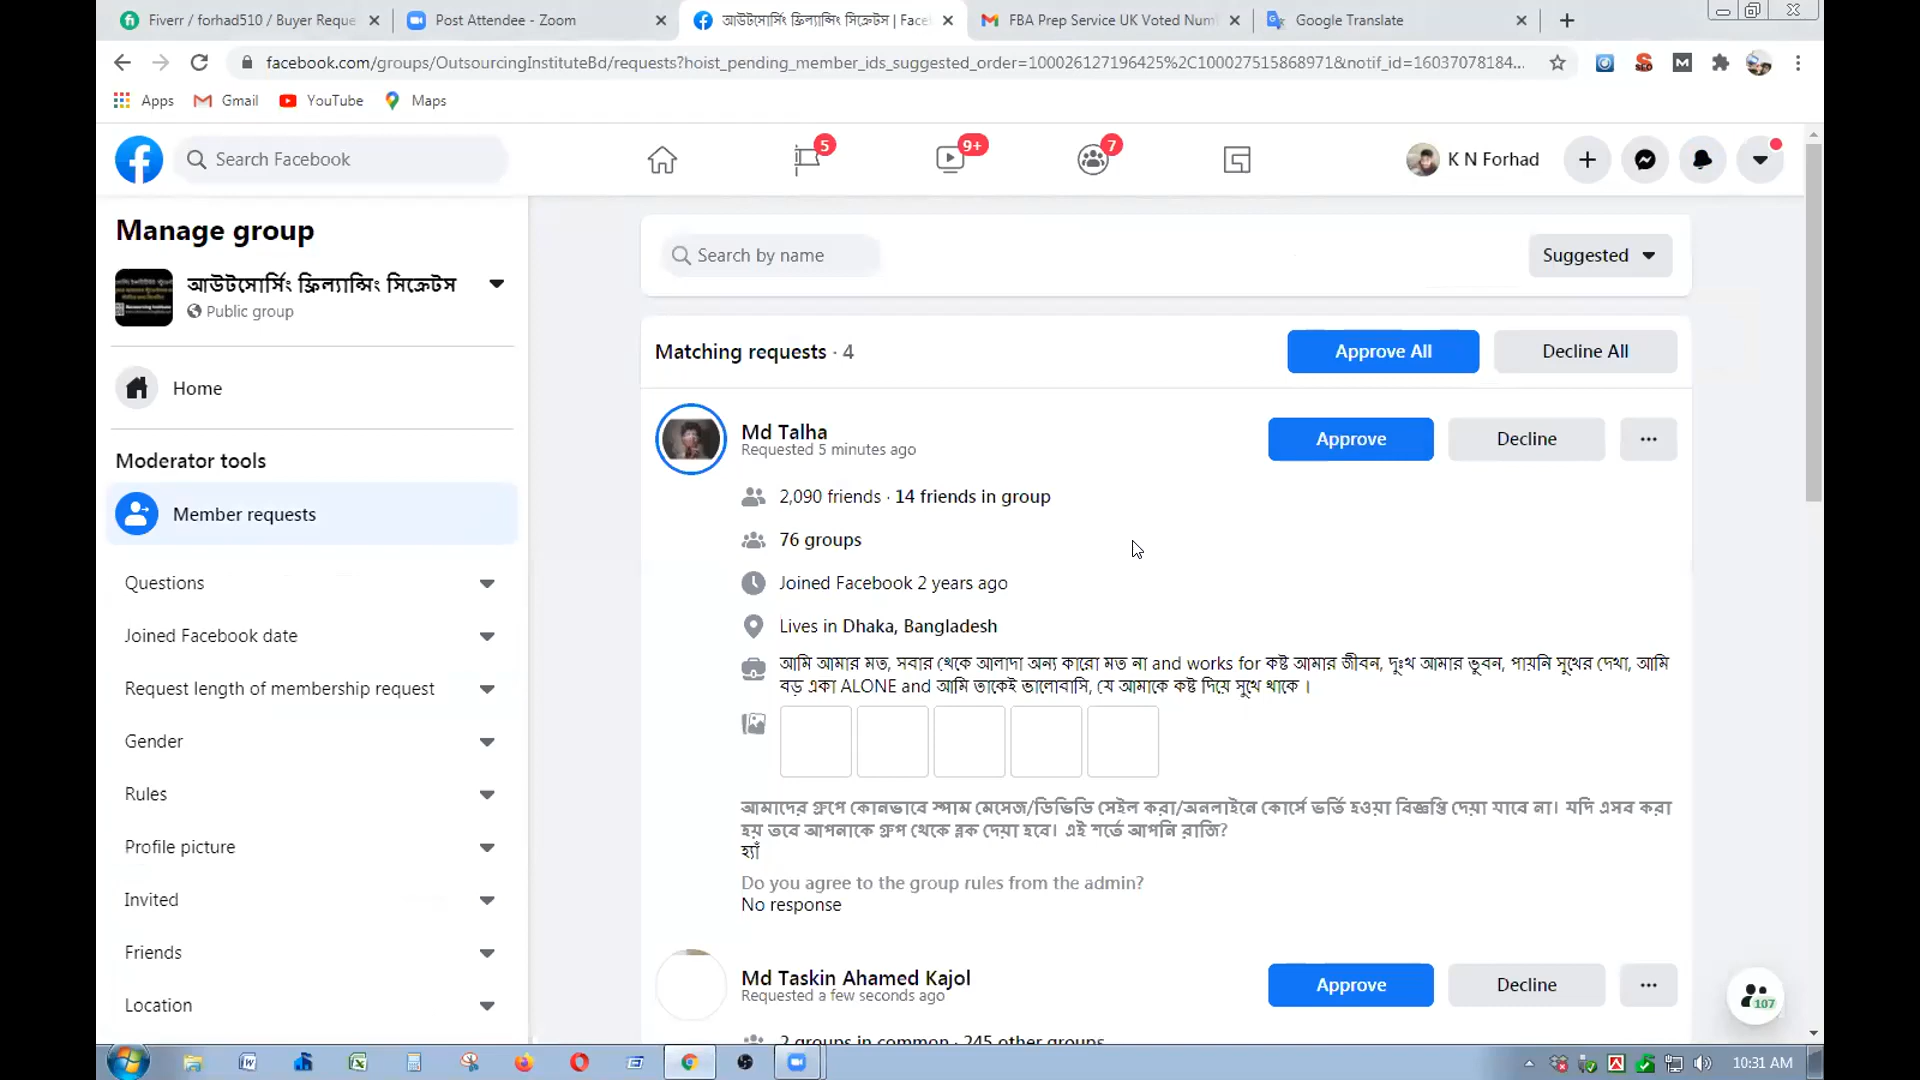 Fiverr / forhad510 / Buyer Reque
Post Attendee - Zoom
আউটসোর্সিং ফ্রিল্যান্সিং সিক্রেটস | Face
FBA Prep Service UK Voted Num
Google Translate
facebook.com/groups/OutsourcingInstituteBd/requests?hoist_pending_member_ids_suggested_order=100026127196425%2C100027515868971&notif_id=16037078184...
Apps
Gmail
YouTube
Maps
Search Facebook
5
9+
7
K N Forhad
Manage group
আউটসোর্সিং ফ্রিল্যান্সিং সিক্রেটস
Public group
Home
Moderator tools
Member requests
Questions
Joined Facebook date
Request length of membership request
Gender
Rules
Profile picture
Invited
Friends
Location
Search by name
Suggested
Matching requests · 4
Approve All
Decline All
Md Talha
Requested 5 minutes ago
Approve
Decline
2,090 friends · 14 friends in group
76 groups
Joined Facebook 2 years ago
Lives in Dhaka, Bangladesh
আমি আমার মত, সবার থেকে আলাদা অন্য কারো মত না and works for কষ্ট আমার জীবন, দুঃখ আমার ভুবন, পায়নি সুখের দেখা, আমি
বড় একা ALONE and আমি তাকেই ভালোবাসি, যে আমাকে কষ্ট দিয়ে সুখে থাকে ।
আমাদের গ্রুপে কোনভাবে স্পাম মেসেজ/ডিভিডি সেইল করা/অনলাইনে কোর্সে ভর্তি হওয়া বিজ্ঞপ্তি দেয়া যাবে না। যদি এসব করা
হয় তবে আপনাকে গ্রুপ থেকে ব্লক দেয়া হবে। এই শর্তে আপনি রাজি?
হ্যাঁ
Do you agree to the group rules from the admin?
No response
Md Taskin Ahamed Kajol
Requested a few seconds ago
Approve
Decline
2 groups in common · 245 other groups
107
10:31 AM